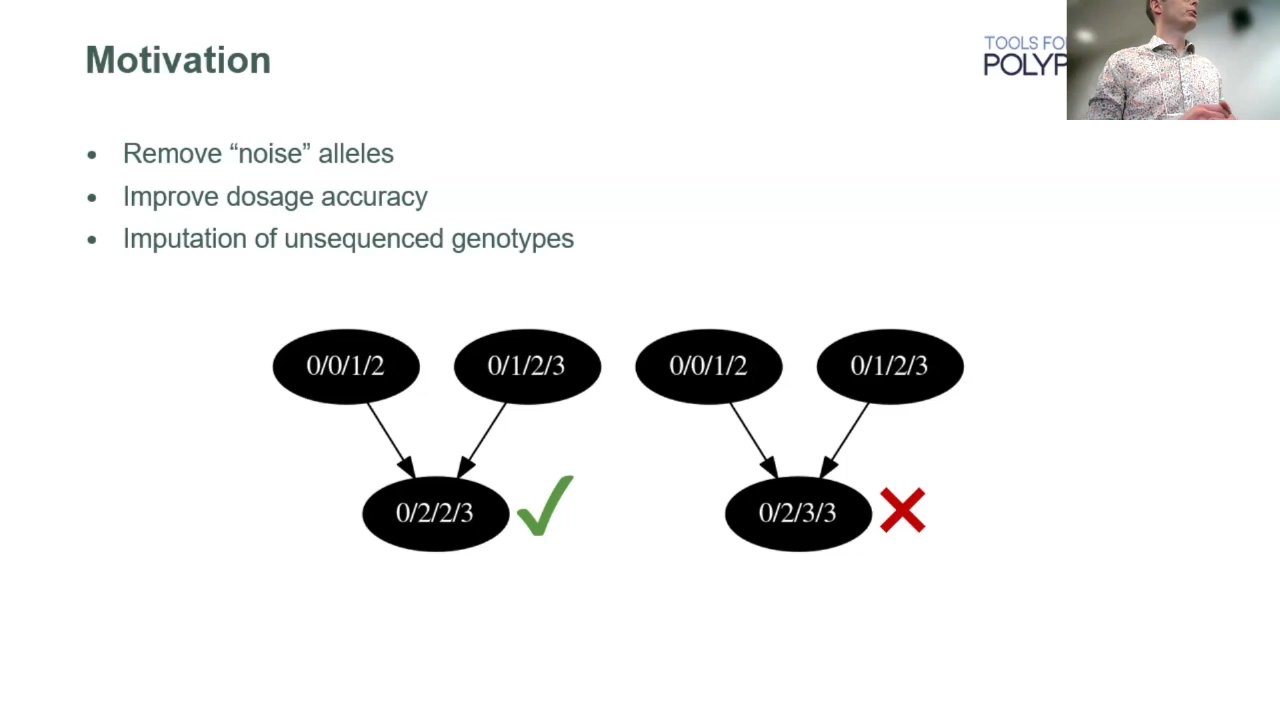 Motivation
TOOLS FO
POLYP
• Remove “noise” alleles
• Improve dosage accuracy
• Imputation of unsequenced genotypes
0/0/1/2 0/1/2/3 0/0/1/2 0/1/2/3
0/2/2/3 0/2/3/3